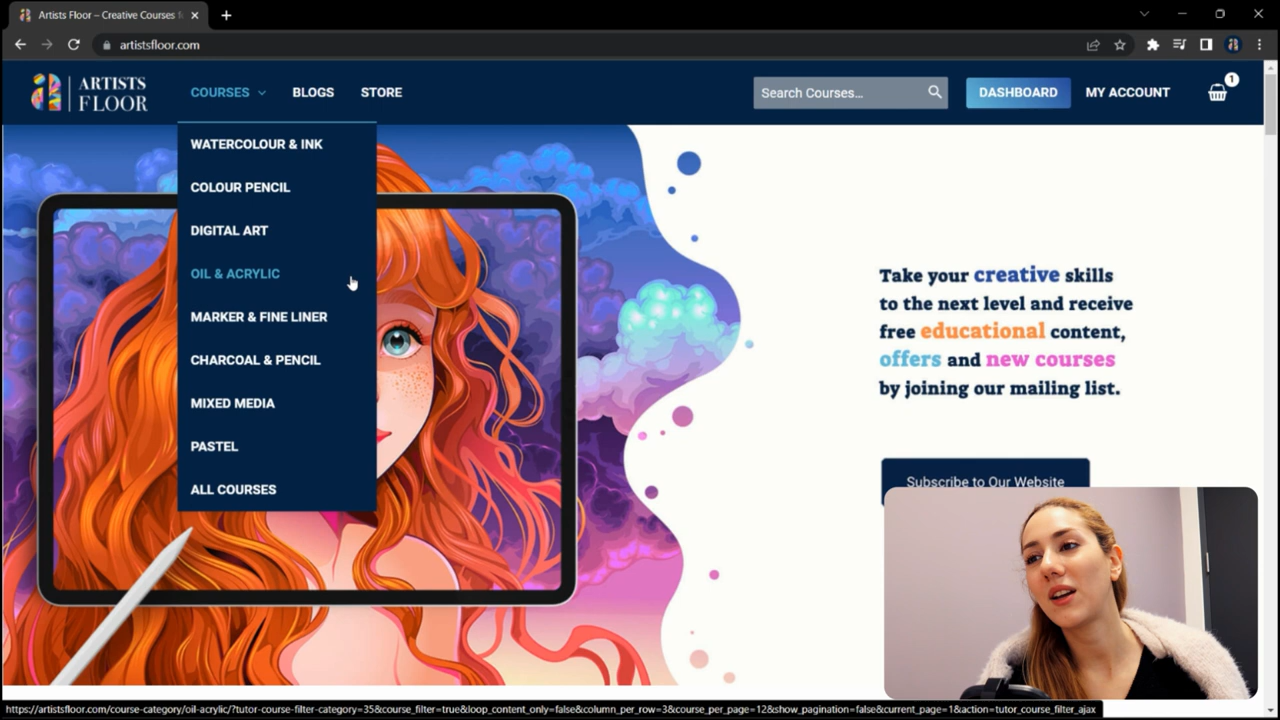 Artists Floor – Creative Courses f
artistsfloor.com
ARTISTS
FLOOR
COURSES
BLOGS
STORE
Search Courses...
DASHBOARD
MY ACCOUNT
1
WATERCOLOUR & INK
COLOUR PENCIL
DIGITAL ART
OIL & ACRYLIC
MARKER & FINE LINER
CHARCOAL & PENCIL
MIXED MEDIA
PASTEL
ALL COURSES
Take your creative skills
to the next level and receive
free educational content,
offers and new courses
by joining our mailing list.
Subscribe to Our Website
https://artistsfloor.com/course-category/oil-acrylic/?tutor-course-filter-category=35&course_filter=true&loop_content_only=false&column_per_row=3&course_per_page=12&show_pagination=false&current_page=1&action=tutor_course_filter_ajax